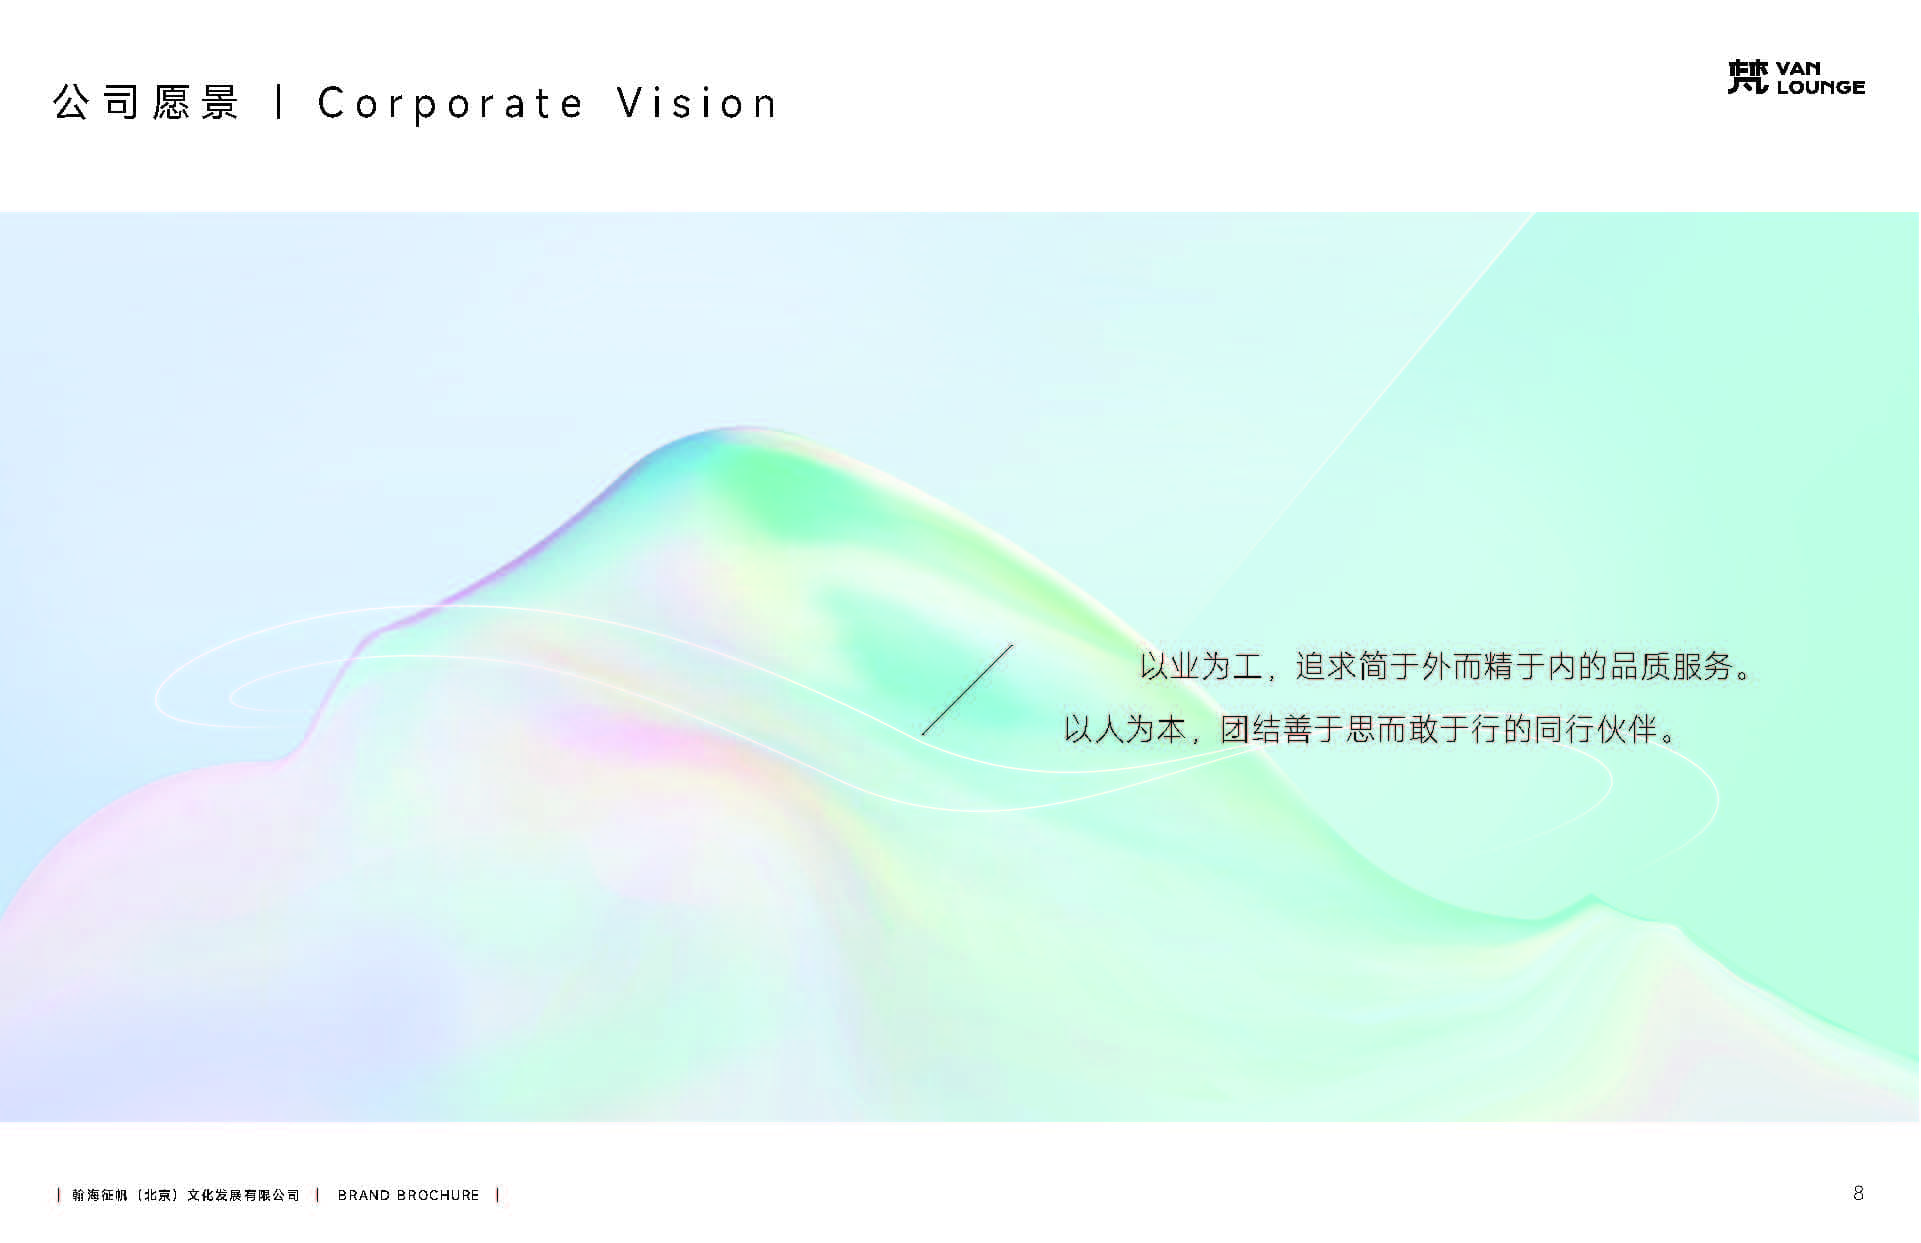 公司愿景 | Corporate Vision
梵 VAN
LOUNGE
以业为工，追求简于外而精于内的品质服务。
以人为本，团结善于思而敢于行的同行伙伴。
| 翰海征帆（北京）文化发展有限公司 | BRAND BROCHURE |
8